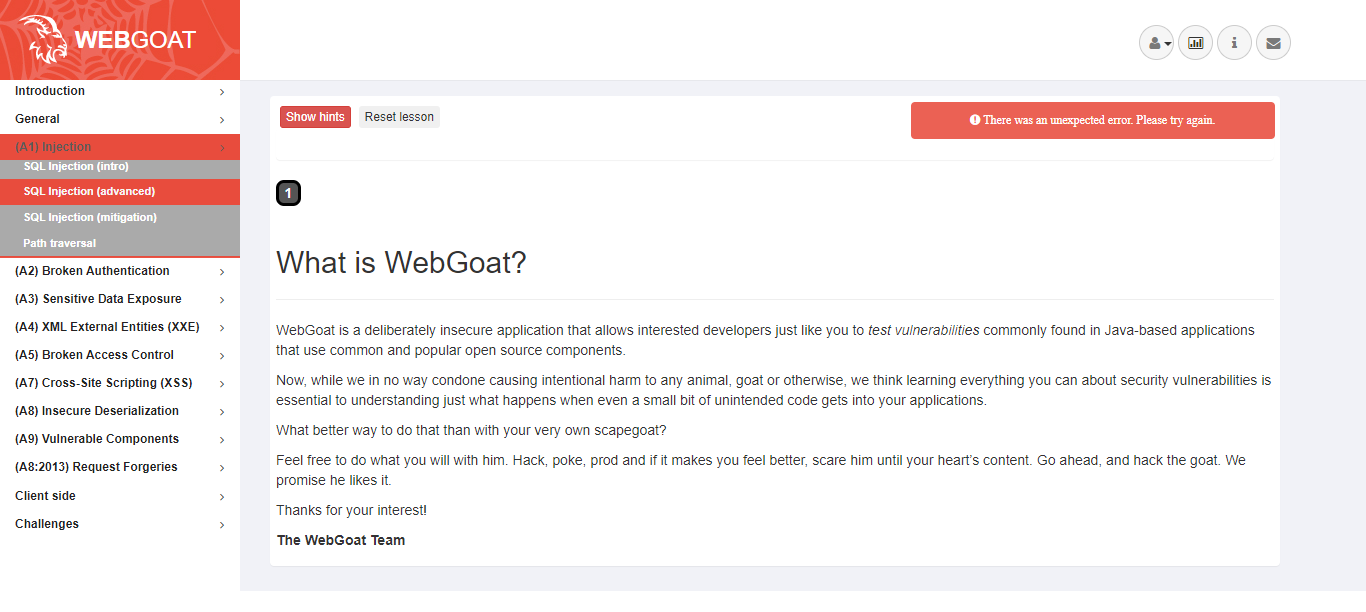 WEBGOAT
Introduction
General
(A1) Injection
SQL Injection (intro)
SQL Injection (advanced)
SQL Injection (mitigation)
Path traversal
(A2) Broken Authentication
(A3) Sensitive Data Exposure
(A4) XML External Entities (XXE)
(A5) Broken Access Control
(A7) Cross-Site Scripting (XSS)
(A8) Insecure Deserialization
(A9) Vulnerable Components
(A8:2013) Request Forgeries
Client side
Challenges
Show hints Reset lesson
There was an unexpected error. Please try again.
1
What is WebGoat?
WebGoat is a deliberately insecure application that allows interested developers just like you to test vulnerabilities commonly found in Java-based applications
that use common and popular open source components.
Now, while we in no way condone causing intentional harm to any animal, goat or otherwise, we think learning everything you can about security vulnerabilities is
essential to understanding just what happens when even a small bit of unintended code gets into your applications.
What better way to do that than with your very own scapegoat?
Feel free to do what you will with him. Hack, poke, prod and if it makes you feel better, scare him until your heart’s content. Go ahead, and hack the goat. We
promise he likes it.
Thanks for your interest!
The WebGoat Team